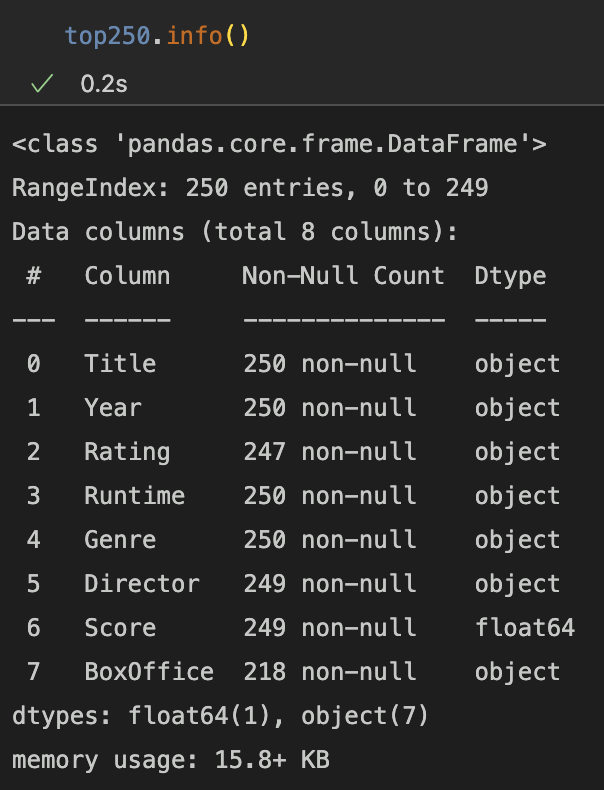 top250.info()
✓ 0.2s
<class 'pandas.core.frame.DataFrame'>
RangeIndex: 250 entries, 0 to 249
Data columns (total 8 columns):
 #   Column     Non-Null Count  Dtype
---  ------     --------------  -----
 0   Title      250 non-null    object
 1   Year       250 non-null    object
 2   Rating     247 non-null    object
 3   Runtime    250 non-null    object
 4   Genre      250 non-null    object
 5   Director   249 non-null    object
 6   Score      249 non-null    float64
 7   BoxOffice  218 non-null    object
dtypes: float64(1), object(7)
memory usage: 15.8+ KB